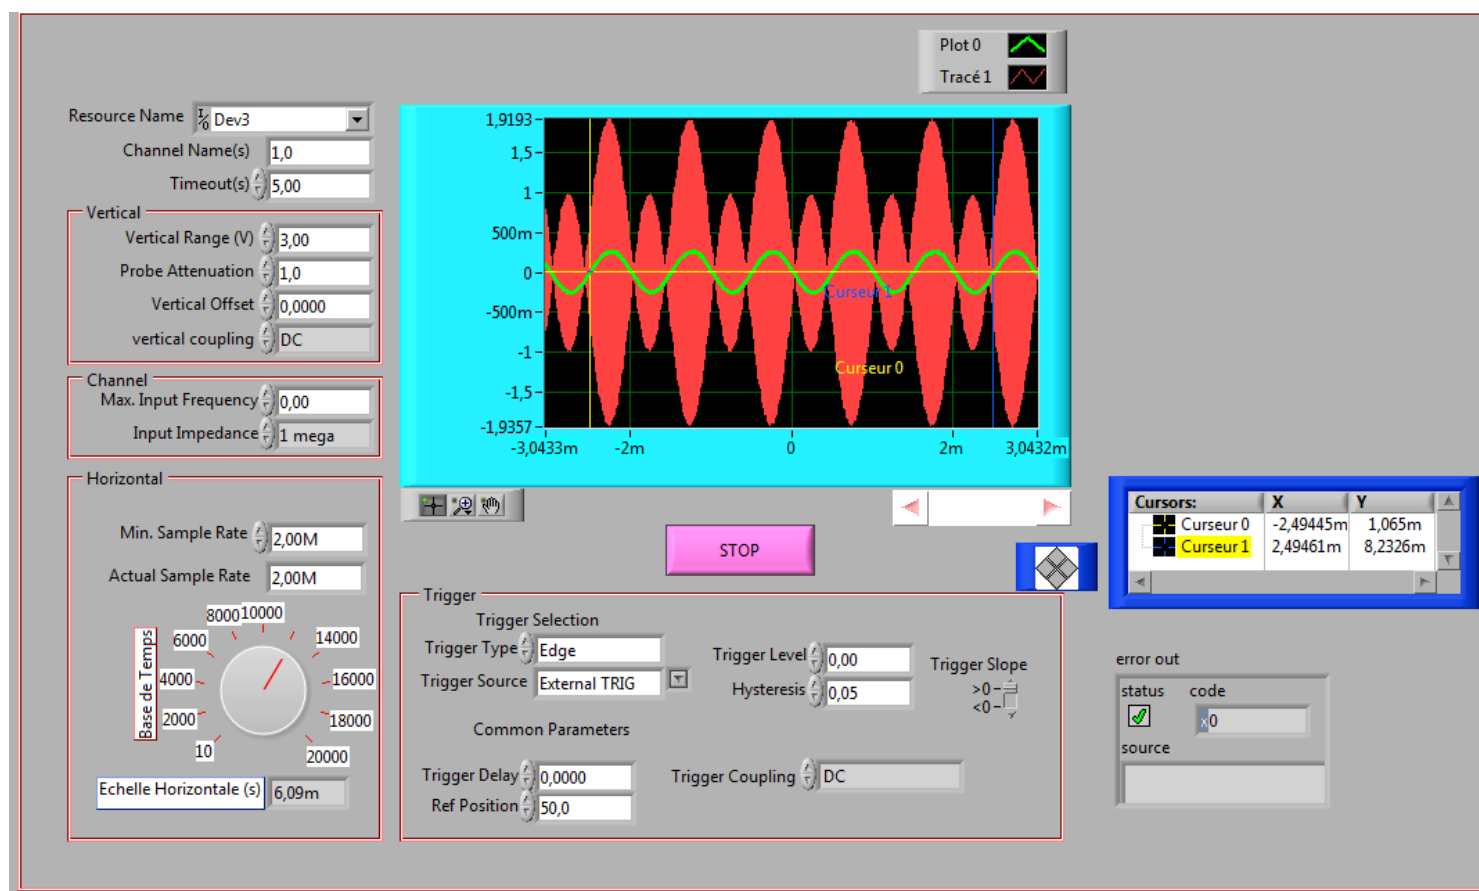 Plot 0
Tracé 1
Resource Name I/0 Dev3
Channel Name(s) 1,0
Timeout(s) 5,00
Vertical
Vertical Range (V) 3,00
Probe Attenuation 1,0
Vertical Offset 0,0000
vertical coupling DC
Channel
Max. Input Frequency 0,00
Input Impedance 1 mega
Horizontal
Min. Sample Rate 2,00M
Actual Sample Rate 2,00M
Base de Temps
10
2000
4000
6000
8000
10000
14000
16000
18000
20000
Echelle Horizontale (s) 6,09m
1,9193
1,5
1
500m
0
-500m
-1
-1,5
-1,9357
-3,0433m -2m 0 2m 3,0432m
Curseur 1
Curseur 0
STOP
Trigger
Trigger Selection
Trigger Type Edge
Trigger Source External TRIG
Trigger Level 0,00
Hysteresis 0,05
Trigger Slope
>0
<0
Common Parameters
Trigger Delay 0,0000
Ref Position 50,0
Trigger Coupling DC
Cursors: X Y
Curseur 0 -2,49445m 1,065m
Curseur 1 2,49461m 8,2326m
error out
status code
x0
source